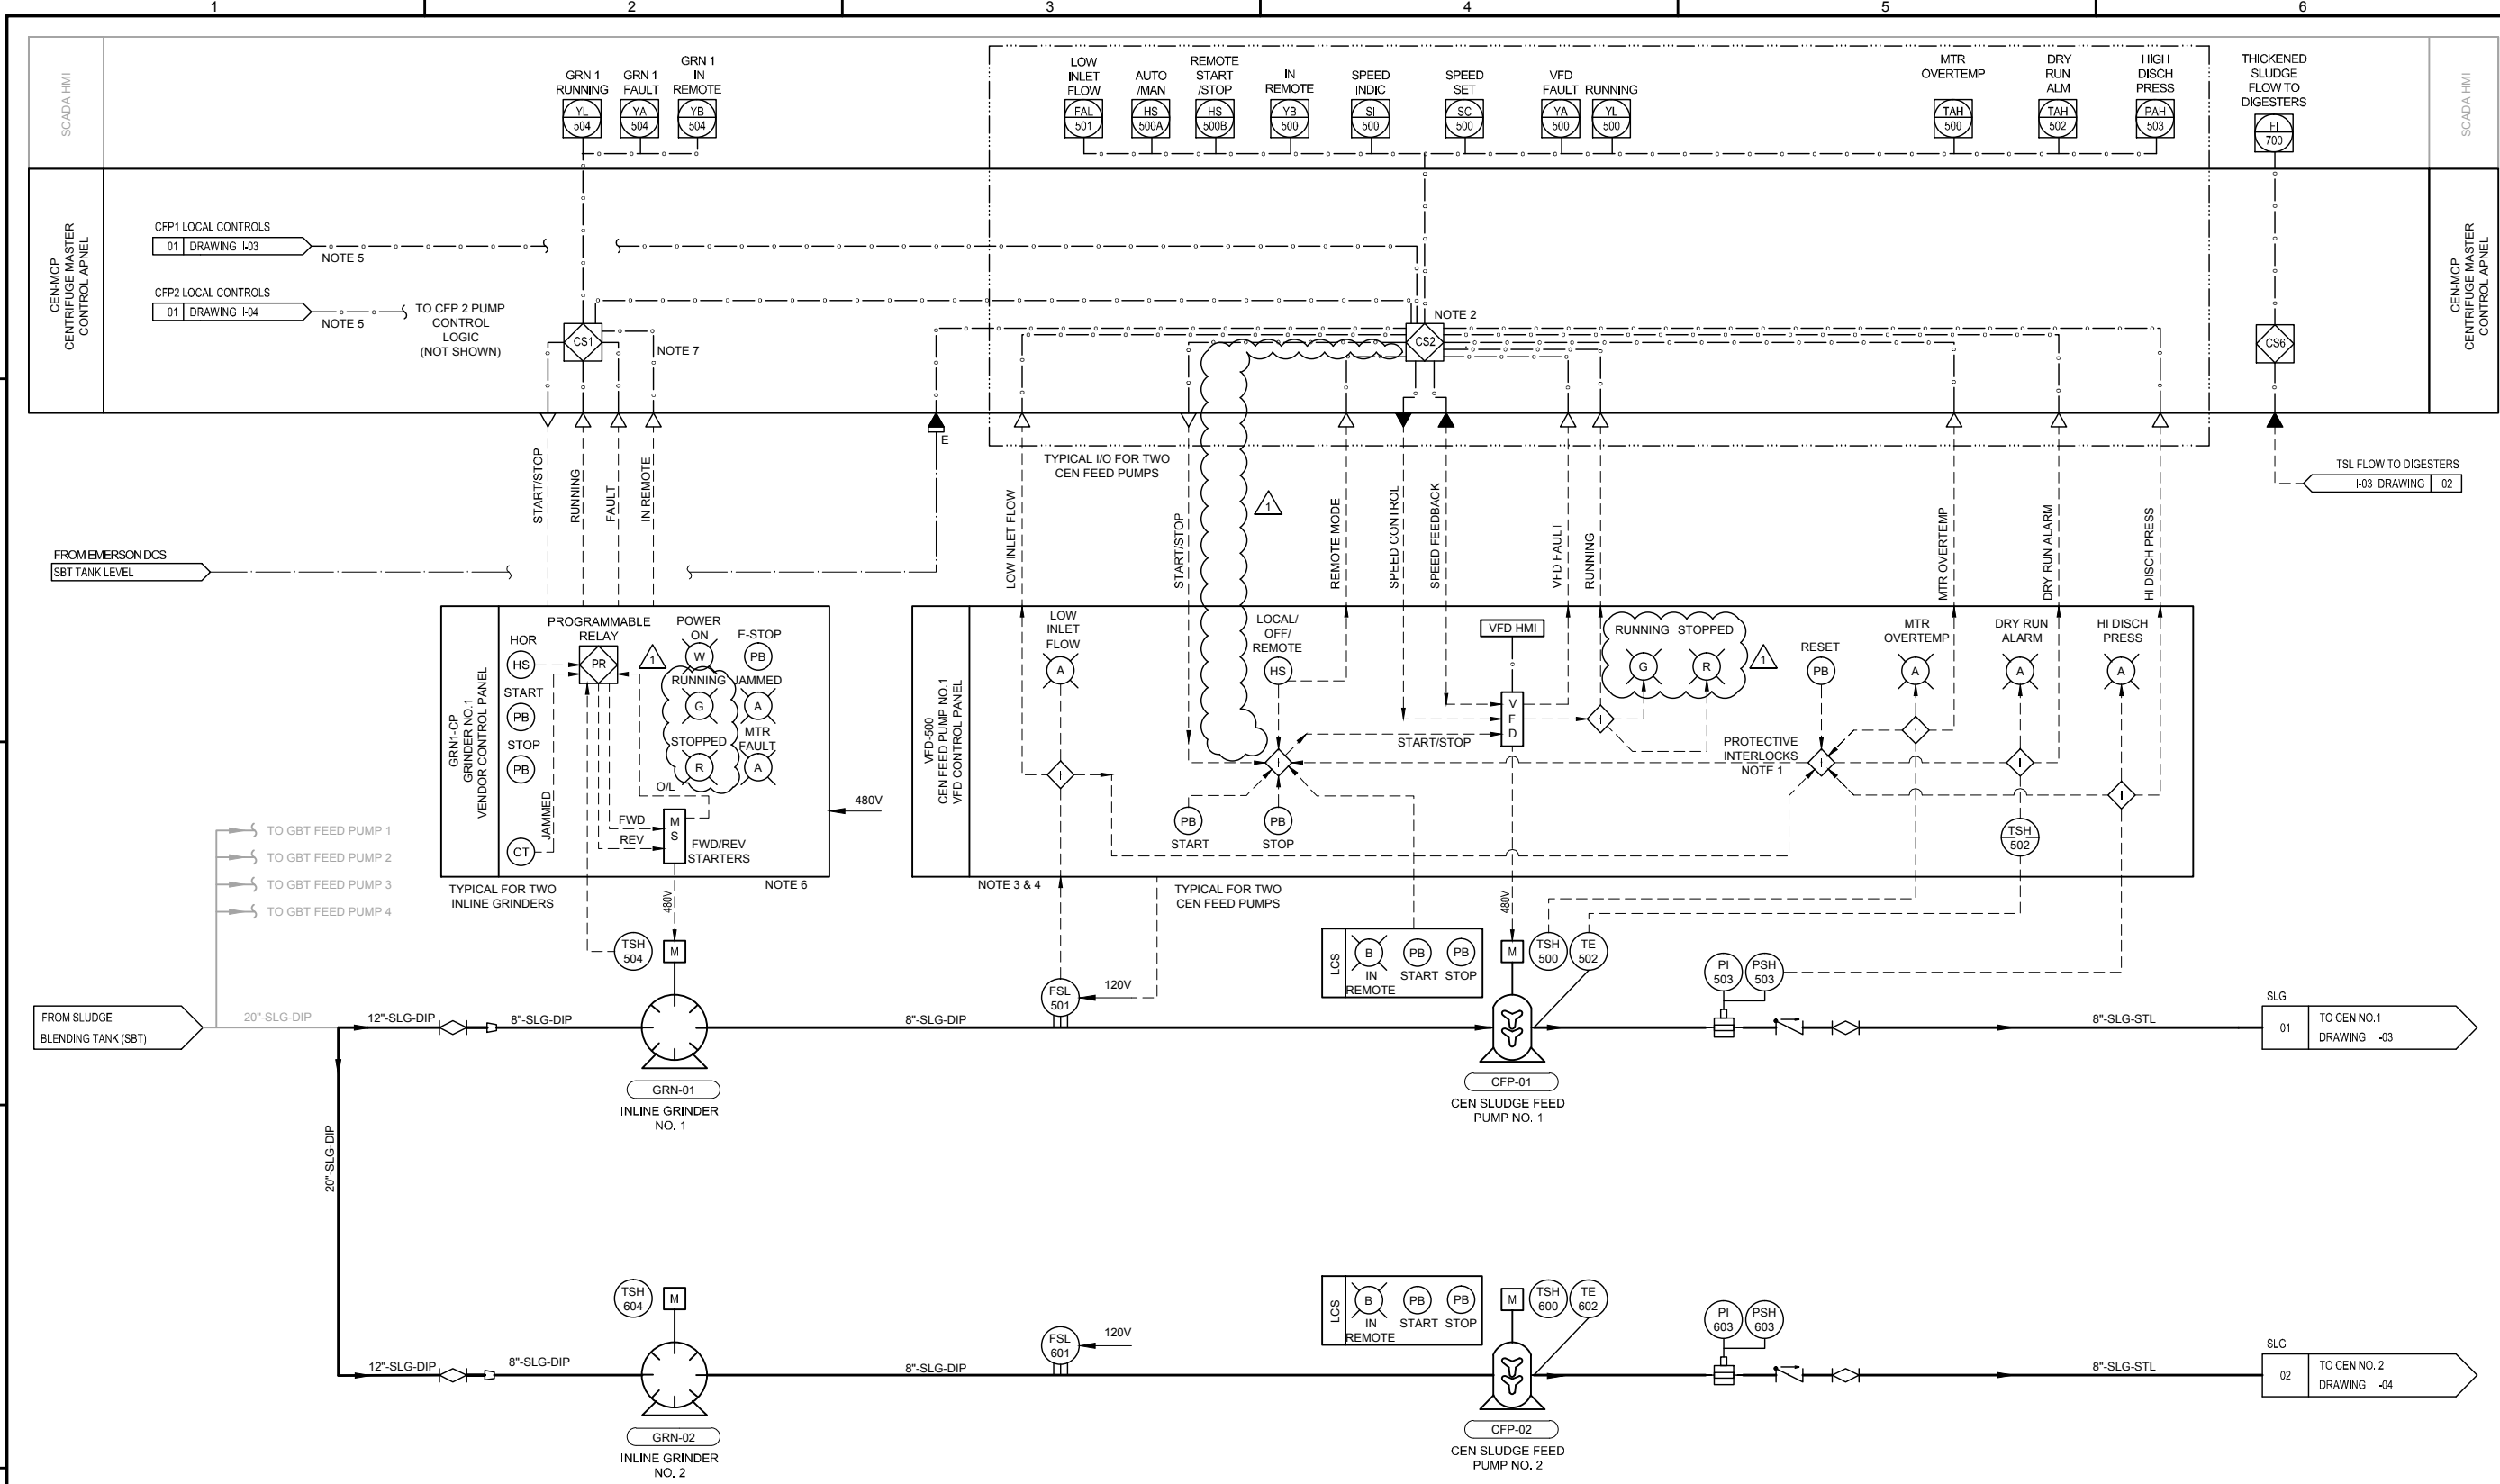 1 2 3 4 5 6
SCADA HMI
GRN 1
RUNNING
YL
504
GRN 1
FAULT
YA
504
GRN 1
IN
REMOTE
YB
504
LOW
INLET
FLOW
FAL
501
AUTO
/MAN
HS
500A
REMOTE
START
/STOP
HS
500B
IN
REMOTE
YB
500
SPEED
INDIC
SI
500
SPEED
SET
SC
500
VFD
FAULT
YA
500
RUNNING
YL
500
MTR
OVERTEMP
TAH
500
DRY
RUN
ALM
TAH
502
HIGH
DISCH
PRESS
PAH
503
THICKENED
SLUDGE
FLOW TO
DIGESTERS
FI
700
SCADA HMI
CEN-MCP
CENTRIFUGE MASTER
CONTROL APNEL
CFP1 LOCAL CONTROLS
01 DRAWING I-03
NOTE 5
CFP2 LOCAL CONTROLS
01 DRAWING I-04
NOTE 5
TO CFP 2 PUMP
CONTROL
LOGIC
(NOT SHOWN)
CS1
NOTE 7
NOTE 2
CS2
CS6
CEN-MCP
CENTRIFUGE MASTER
CONTROL APNEL
E
TYPICAL I/O FOR TWO
CEN FEED PUMPS
START/STOP
RUNNING
FAULT
IN REMOTE
LOW INLET FLOW
START/STOP
1
REMOTE MODE
SPEED CONTROL
SPEED FEEDBACK
VFD FAULT
RUNNING
MTR OVERTEMP
DRY RUN ALARM
HI DISCH PRESS
TSL FLOW TO DIGESTERS
I-03 DRAWING 02
FROM EMERSON DCS
SBT TANK LEVEL
GRN1-CP
GRINDER NO.1
VENDOR CONTROL PANEL
HOR
HS
START
PB
STOP
PB
CT
JAMMED
PROGRAMMABLE
RELAY
PR
1
POWER
ON
W
E-STOP
PB
RUNNING
G
JAMMED
A
STOPPED
R
MTR
FAULT
A
O/L
FWD
REV
M
S
FWD/REV
STARTERS
480V
NOTE 6
TYPICAL FOR TWO
INLINE GRINDERS
480V
VFD-500
CEN FEED PUMP NO.1
VFD CONTROL PANEL
LOW
INLET
FLOW
A
I
LOCAL/
OFF/
REMOTE
HS
I
PB
START
PB
STOP
START/STOP
VFD HMI
V
F
D
RUNNING STOPPED
G
R
1
I
RESET
PB
PROTECTIVE
INTERLOCKS
NOTE 1
I
MTR
OVERTEMP
A
I
DRY RUN
ALARM
A
I
TSH
502
HI DISCH
PRESS
A
I
NOTE 3 & 4
TYPICAL FOR TWO
CEN FEED PUMPS
480V
TO GBT FEED PUMP 1
TO GBT FEED PUMP 2
TO GBT FEED PUMP 3
TO GBT FEED PUMP 4
TSH
504
M
FSL
501
120V
LCS
B
IN
REMOTE
PB
START
PB
STOP
M
TSH
500
TE
502
PI
503
PSH
503
FROM SLUDGE
BLENDING TANK (SBT)
20"-SLG-DIP
12"-SLG-DIP
8"-SLG-DIP
8"-SLG-DIP
8"-SLG-STL
SLG
01
TO CEN NO.1
DRAWING I-03
GRN-01
INLINE GRINDER
NO. 1
CFP-01
CEN SLUDGE FEED
PUMP NO. 1
20"-SLG-DIP
TSH
604
M
FSL
601
120V
LCS
B
IN
REMOTE
PB
START
PB
STOP
M
TSH
600
TE
602
PI
603
PSH
603
12"-SLG-DIP
8"-SLG-DIP
8"-SLG-DIP
8"-SLG-STL
SLG
02
TO CEN NO. 2
DRAWING I-04
GRN-02
INLINE GRINDER
NO. 2
CFP-02
CEN SLUDGE FEED
PUMP NO. 2